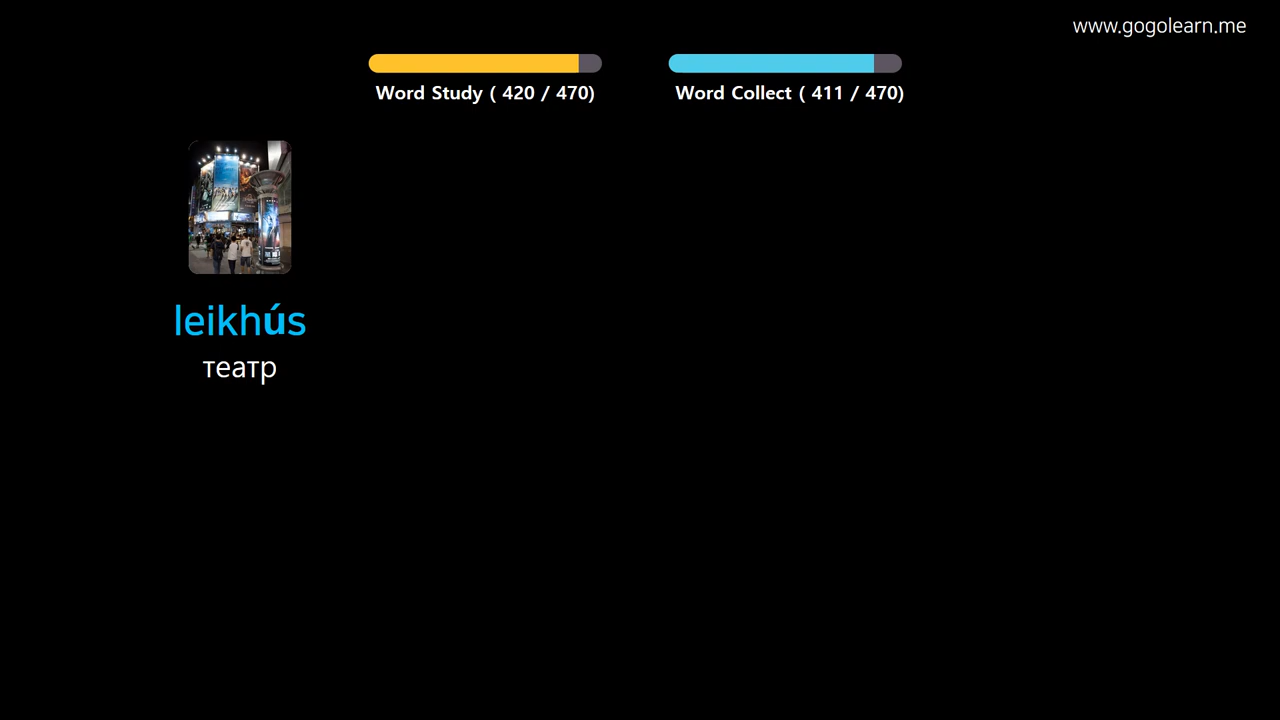 www.gogolearn.me
Word Study ( 420 / 470)
Word Collect ( 411 / 470)
leikhús
театр